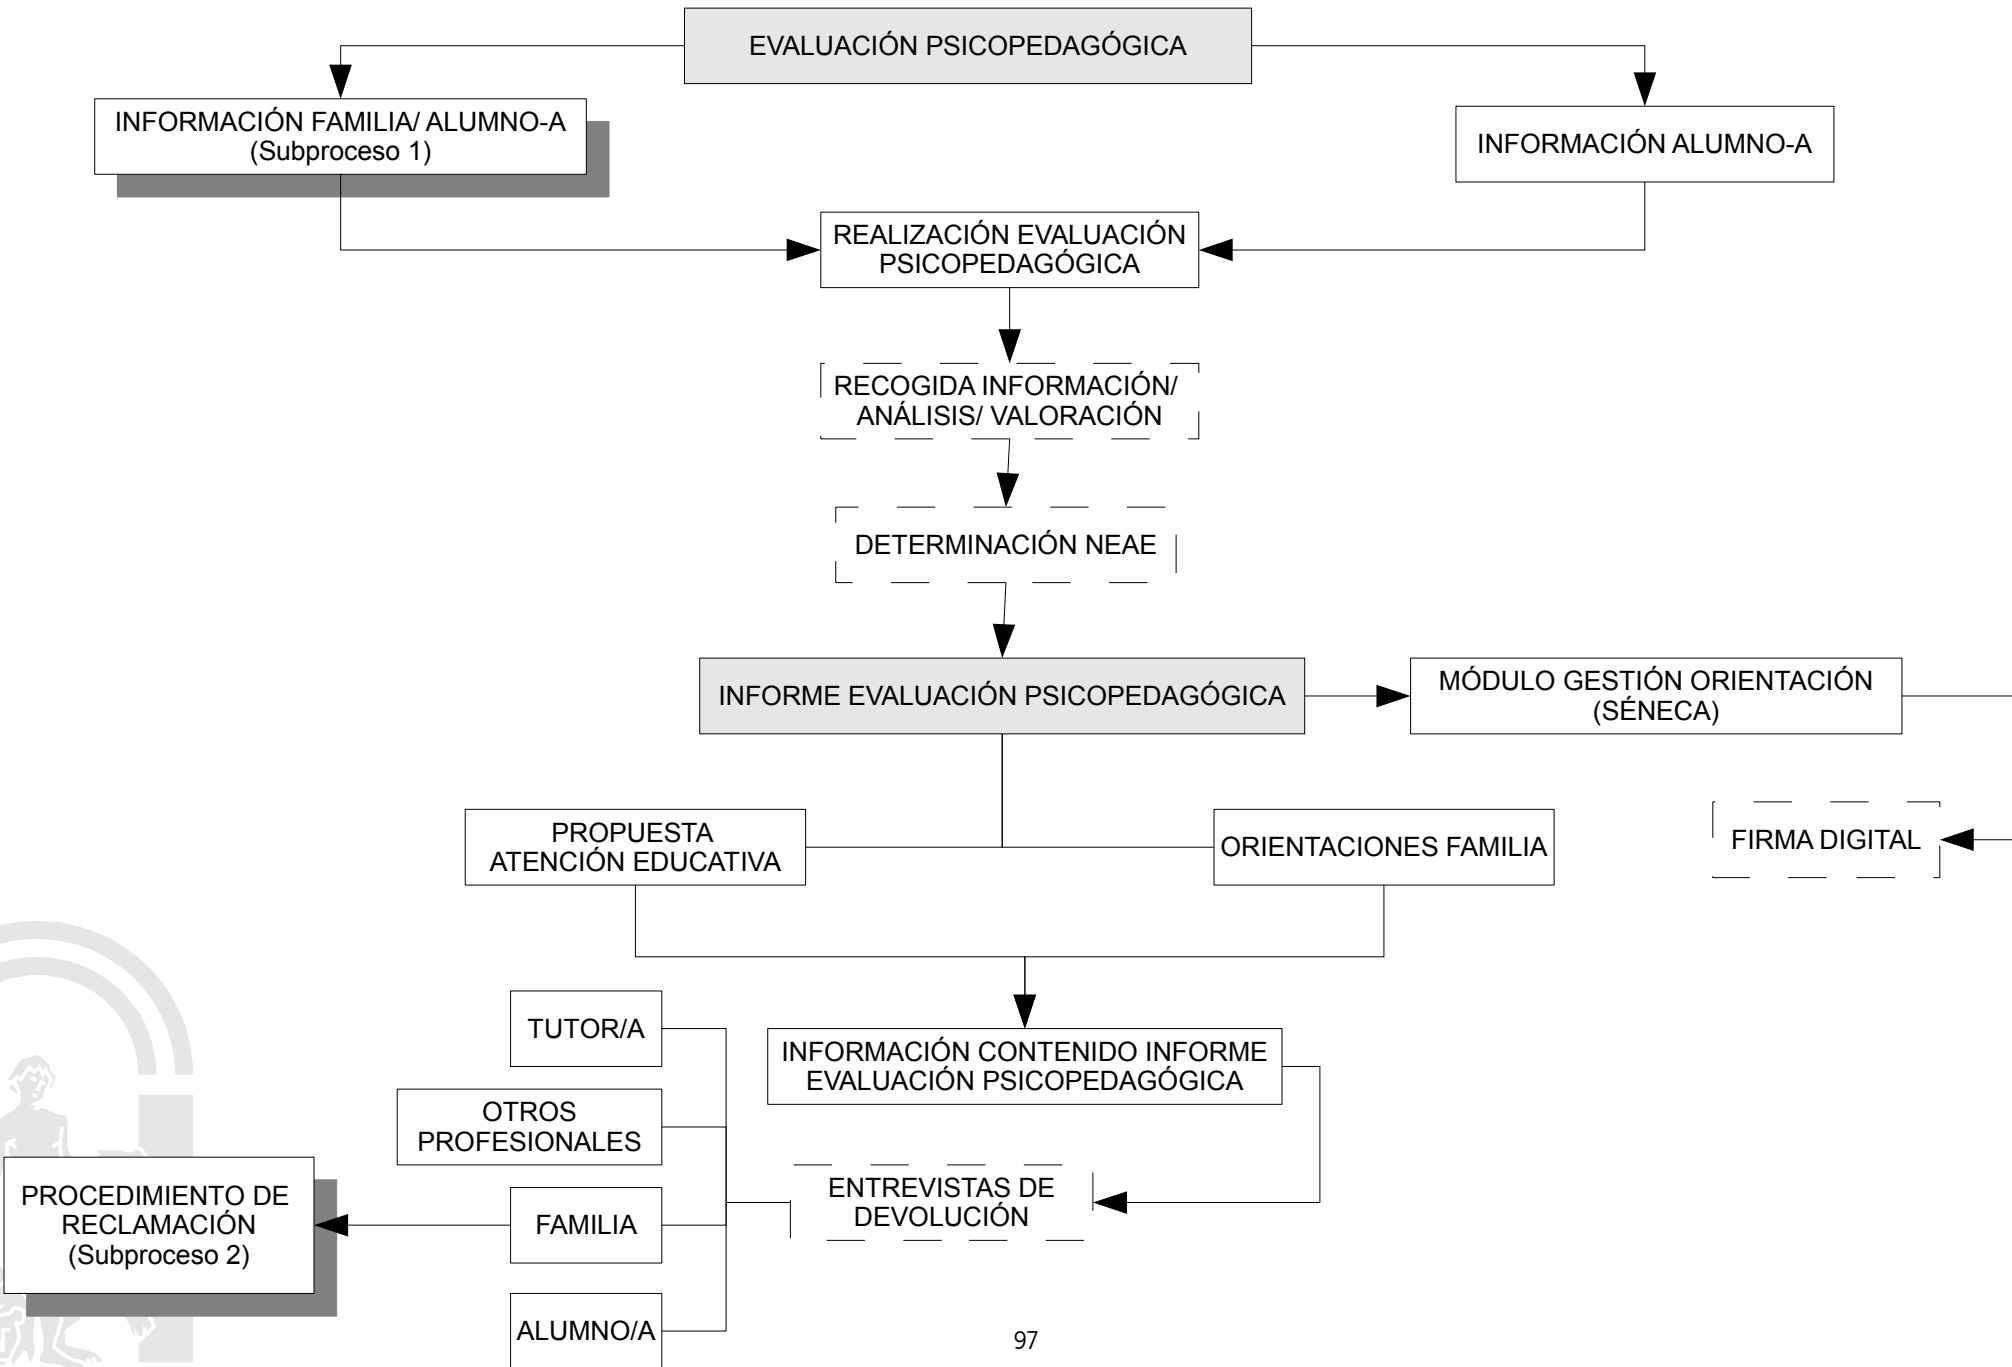 EVALUACIÓN PSICOPEDAGÓGICA
INFORMACIÓN FAMILIA/ ALUMNO-A
(Subproceso 1)
INFORMACIÓN ALUMNO-A
REALIZACIÓN EVALUACIÓN
PSICOPEDAGÓGICA
RECOGIDA INFORMACIÓN/
ANÁLISIS/ VALORACIÓN
DETERMINACIÓN NEAE
INFORME EVALUACIÓN PSICOPEDAGÓGICA
MÓDULO GESTIÓN ORIENTACIÓN
(SÉNECA)
FIRMA DIGITAL
PROPUESTA
ATENCIÓN EDUCATIVA
ORIENTACIONES FAMILIA
INFORMACIÓN CONTENIDO INFORME
EVALUACIÓN PSICOPEDAGÓGICA
ENTREVISTAS DE
DEVOLUCIÓN
TUTOR/A
OTROS
PROFESIONALES
FAMILIA
ALUMNO/A
PROCEDIMIENTO DE
RECLAMACIÓN
(Subproceso 2)
97